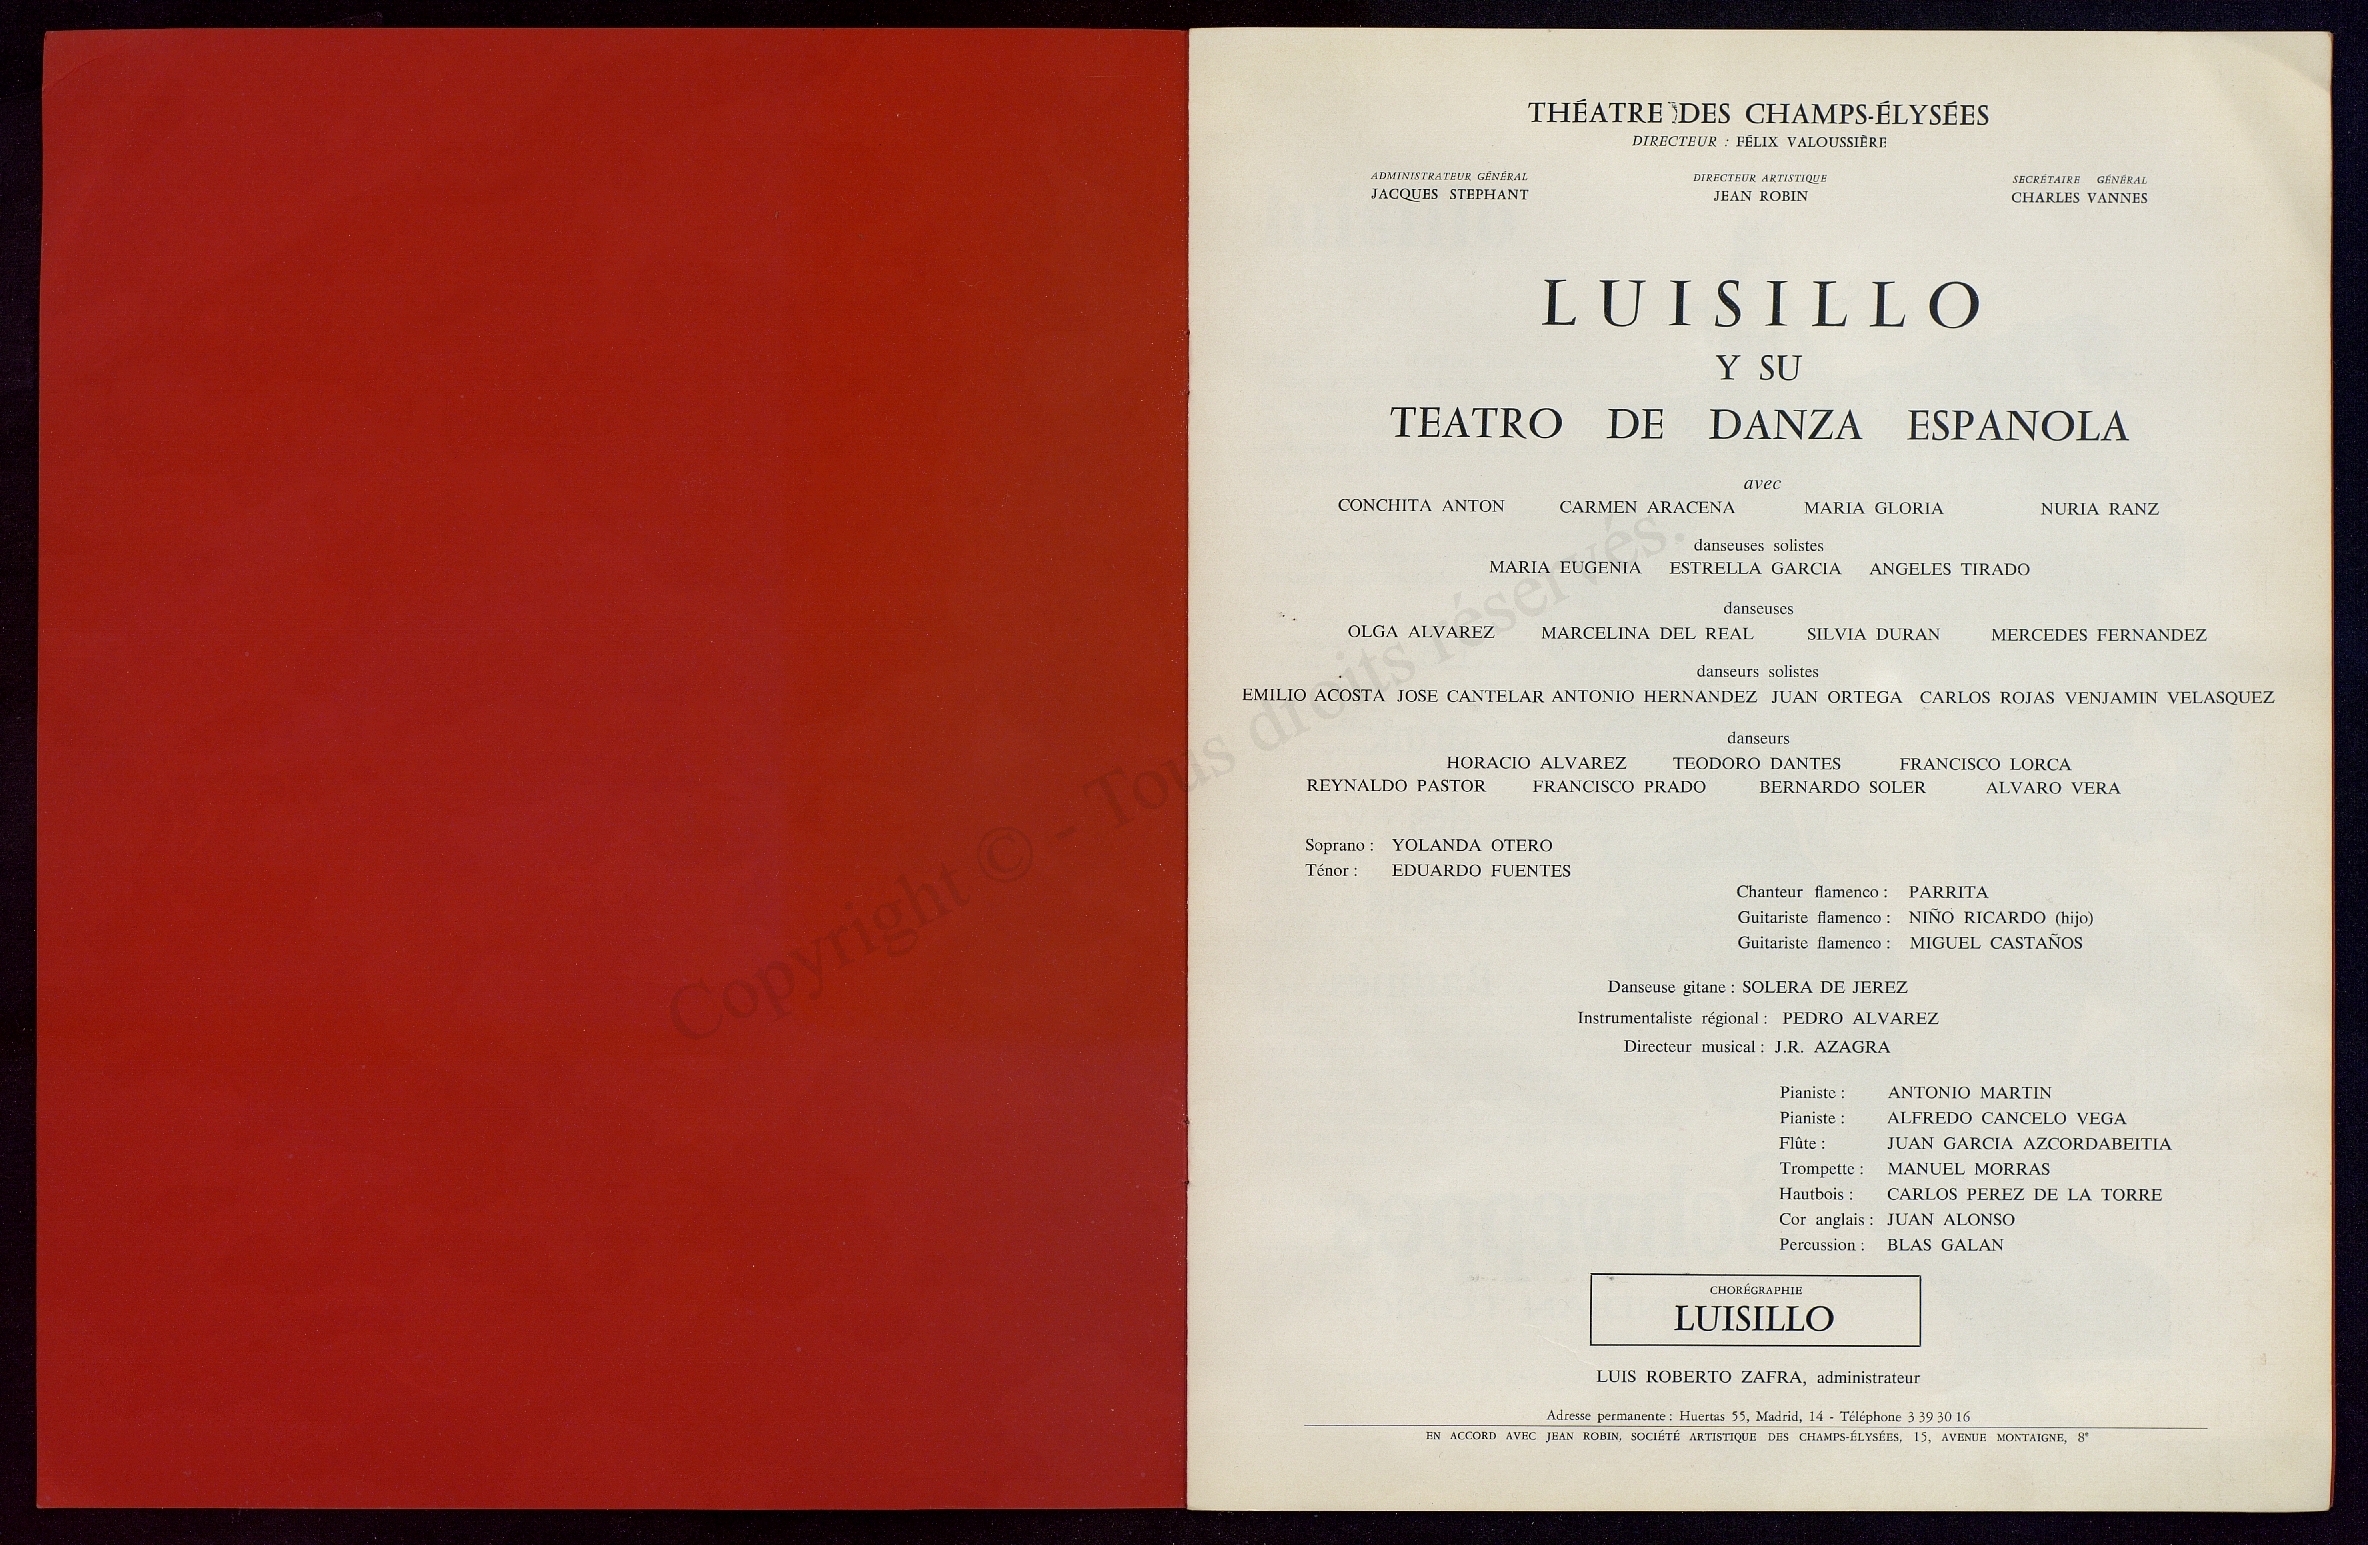 THÉATRE DES CHAMPS-ÉLYSÉES
DIRECTEUR : FÉLIX VALOUSSIÈRE
ADMINISTRATEUR GÉNÉRAL DIRECTEUR ARTISTIQUE SECRÉTAIRE GÉNÉRAL
JACQUES STEPHANT JEAN ROBIN CHARLES VANNES
LUISILLO
Y SU
TEATRO DE DANZA ESPANOLA
avec
CONCHITA ANTON CARMEN ARACENA MARIA GLORIA NURIA RANZ
danseuses solistes
MARIA EUGENIA ESTRELLA GARCIA ANGELES TIRADO
danseuses
OLGA ALVAREZ MARCELINA DEL REAL SILVIA DURAN MERCEDES FERNANDEZ
danseurs solistes
EMILIO ACOSTA JOSE CANTELAR ANTONIO HERNANDEZ JUAN ORTEGA CARLOS ROJAS VENJAMIN VELASQUEZ
danseurs
HORACIO ALVAREZ TEODORO DANTES FRANCISCO LORCA
REYNALDO PASTOR FRANCISCO PRADO BERNARDO SOLER ALVARO VERA
Soprano : YOLANDA OTERO
Ténor : EDUARDO FUENTES
Chanteur flamenco : PARRITA
Guitariste flamenco : NIÑO RICARDO (hijo)
Guitariste flamenco : MIGUEL CASTAÑOS
Danseuse gitane : SOLERA DE JEREZ
Instrumentaliste régional : PEDRO ALVAREZ
Directeur musical : J.R. AZAGRA
Pianiste : ANTONIO MARTIN
Pianiste : ALFREDO CANCELO VEGA
Flûte : JUAN GARCIA AZCORDABEITIA
Trompette : MANUEL MORRAS
Hautbois : CARLOS PEREZ DE LA TORRE
Cor anglais : JUAN ALONSO
Percussion : BLAS GALAN
CHORÉGRAPHIE
LUISILLO
LUIS ROBERTO ZAFRA, administrateur
Adresse permanente : Huertas 55, Madrid, 14 - Téléphone 3 39 30 16
EN ACCORD AVEC JEAN ROBIN, SOCIÉTÉ ARTISTIQUE DES CHAMPS-ÉLYSÉES, 15, AVENUE MONTAIGNE, 8e
Copyright © - Tous droits réservés.